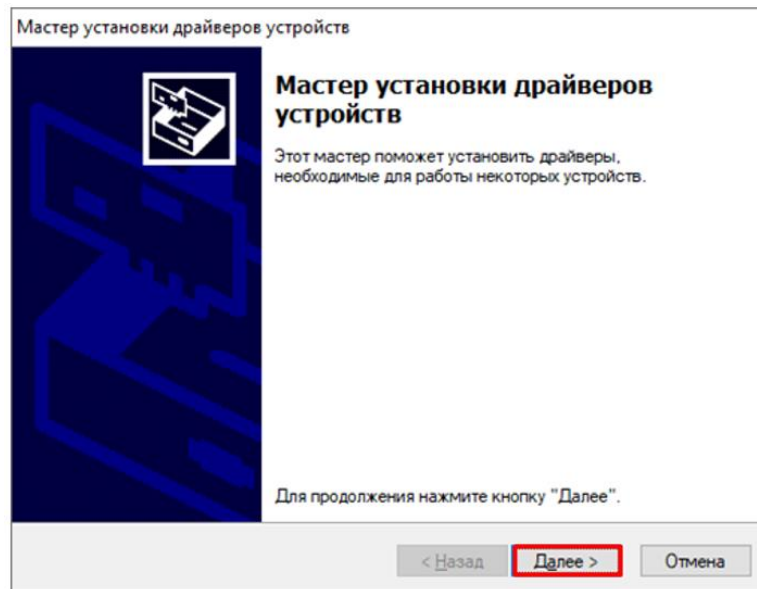 Мастер установки драйверов устройств
Мастер установки драйверов
устройств
Этот мастер поможет установить драйверы,
необходимые для работы некоторых устройств.
Для продолжения нажмите кнопку "Далее".
< Назад Далее > Отмена